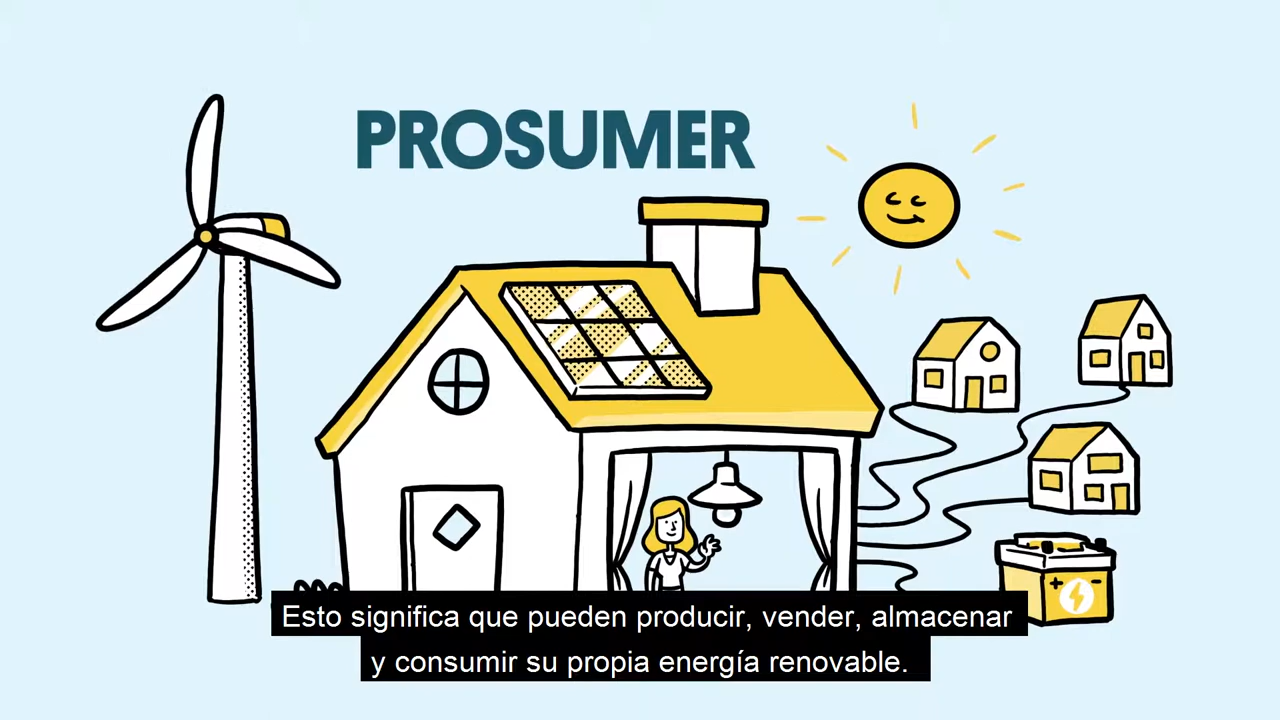 PROSUMER
Esto significa que pueden producir, vender, almacenar
y consumir su propia energía renovable.